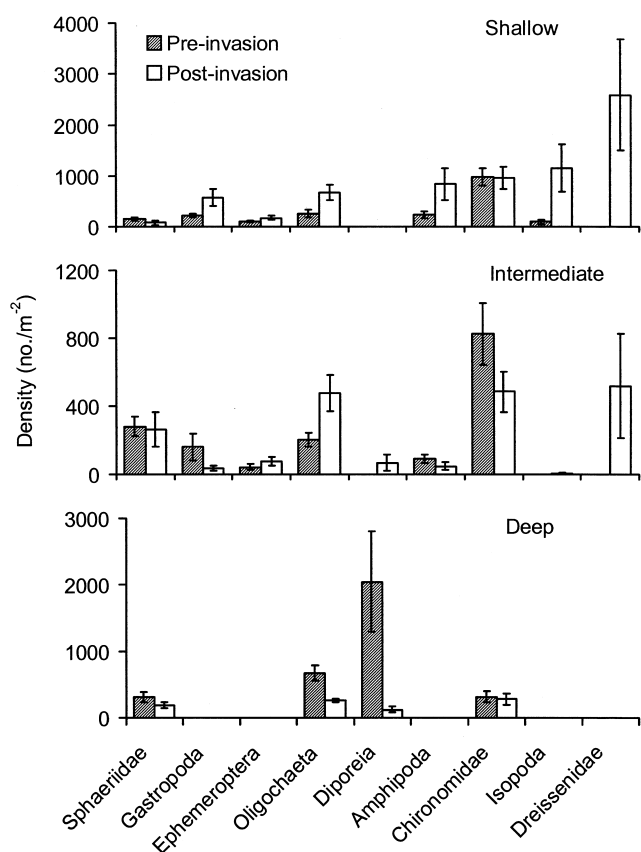 4000
3000
2000
1000
0
Pre-invasion
Post-invasion
Shallow
Density (no./m⁻²)
1200
800
400
0
Intermediate
3000
2000
1000
0
Deep
Sphaeriidae
Gastropoda
Ephemeroptera
Oligochaeta
Diporeia
Amphipoda
Chironomidae
Isopoda
Dreissenidae